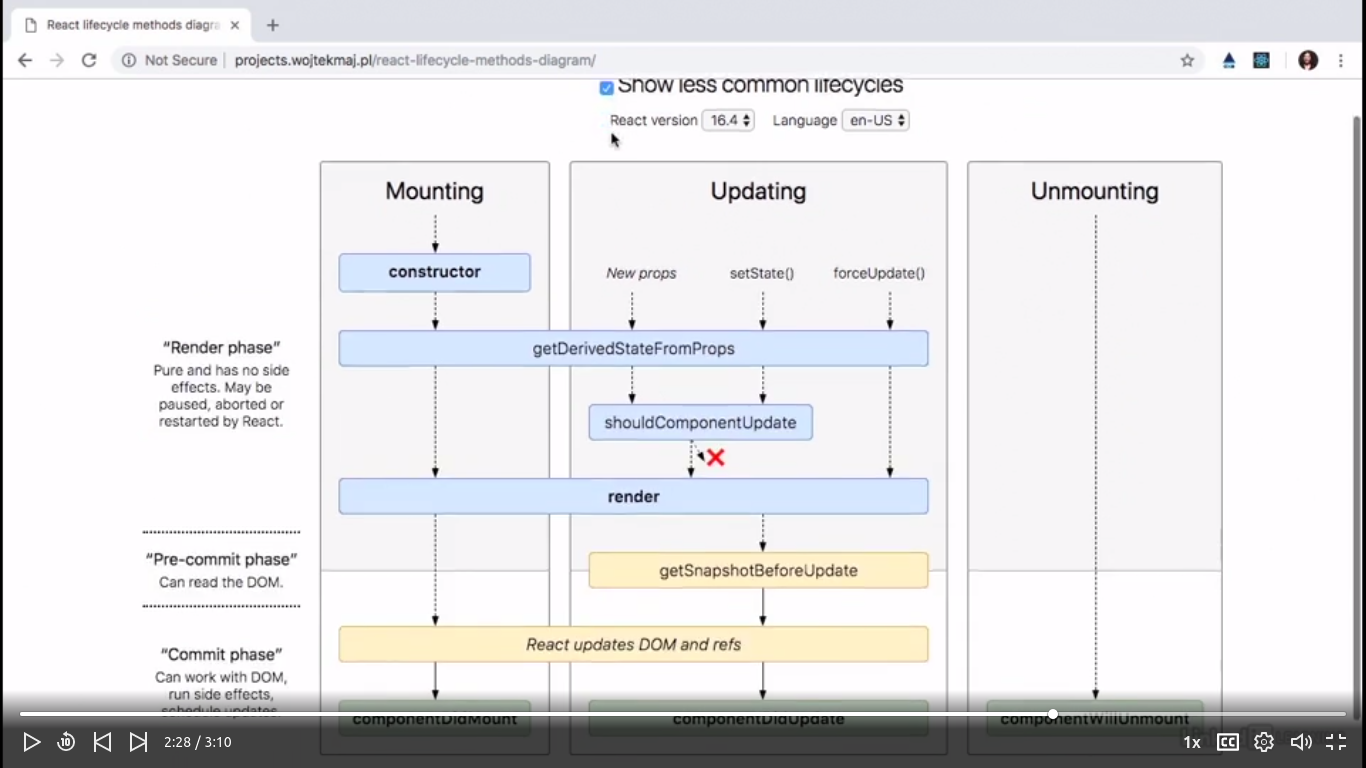 React lifecycle methods diagra
Not Secure
projects.wojtekmaj.pl/react-lifecycle-methods-diagram/
Show less common lifecycles
React version 16.4 Language en-US
Mounting
Updating
Unmounting
constructor
New props
setState()
forceUpdate()
"Render phase"
Pure and has no side
effects. May be
paused, aborted or
restarted by React.
getDerivedStateFromProps
shouldComponentUpdate
render
"Pre-commit phase"
Can read the DOM.
getSnapshotBeforeUpdate
"Commit phase"
Can work with DOM,
run side effects,
schedule updates.
React updates DOM and refs
componentDidMount
componentDidUpdate
componentWillUnmount
10
2:28 / 3:10
1x
CC